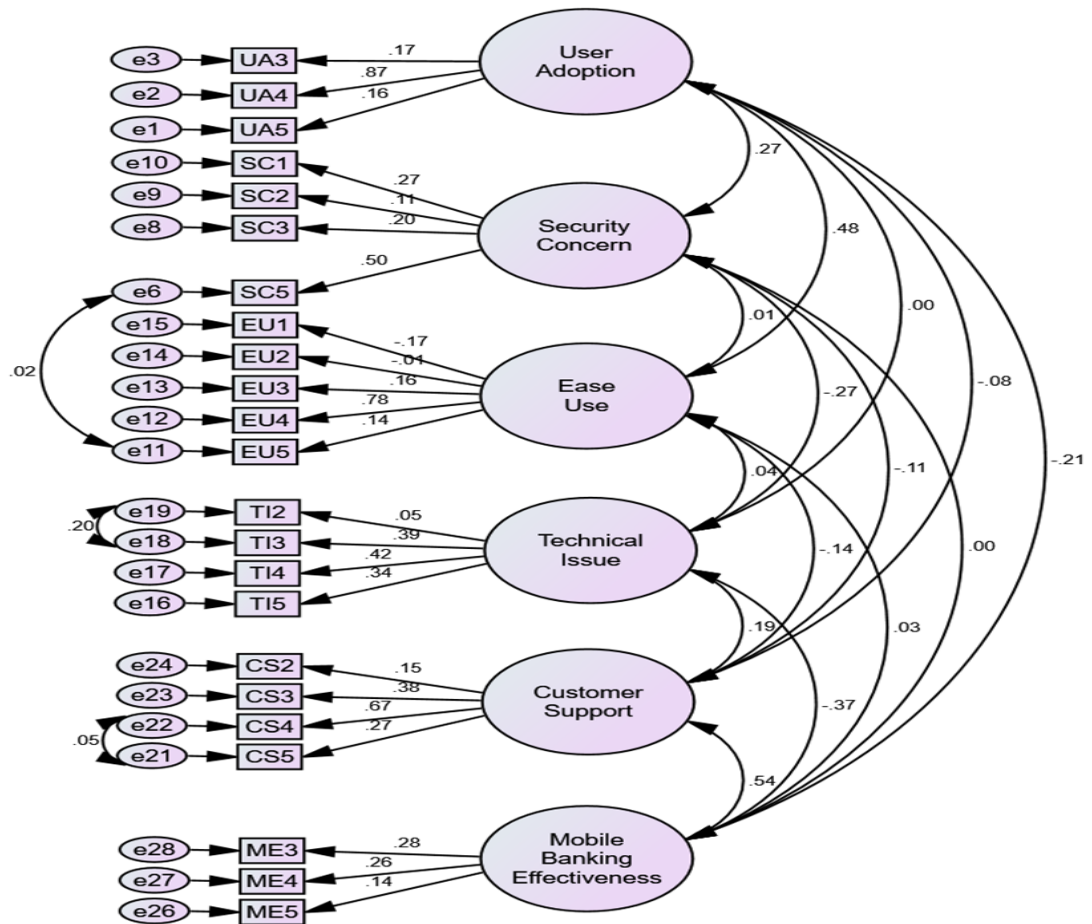 User
Adoption
e3
UA3
.17
e2
UA4
.87
e1
UA5
.16
e10
SC1
.27
e9
SC2
.11
e8
SC3
.20
Security
Concern
e6
SC5
.50
e15
EU1
-.17
e14
EU2
-.01
e13
EU3
.16
e12
EU4
.78
e11
EU5
.14
Ease
Use
.02
e19
TI2
.05
e18
TI3
.39
e17
TI4
.42
e16
TI5
.34
.20
Technical
Issue
e24
CS2
.15
e23
CS3
.38
e22
CS4
.67
e21
CS5
.27
.05
Customer
Support
e28
ME3
.28
e27
ME4
.26
e26
ME5
.14
Mobile
Banking
Effectiveness
.27
.48
.00
-.08
-.21
.01
-.27
-.11
.00
.04
-.14
.03
.19
-.37
.54